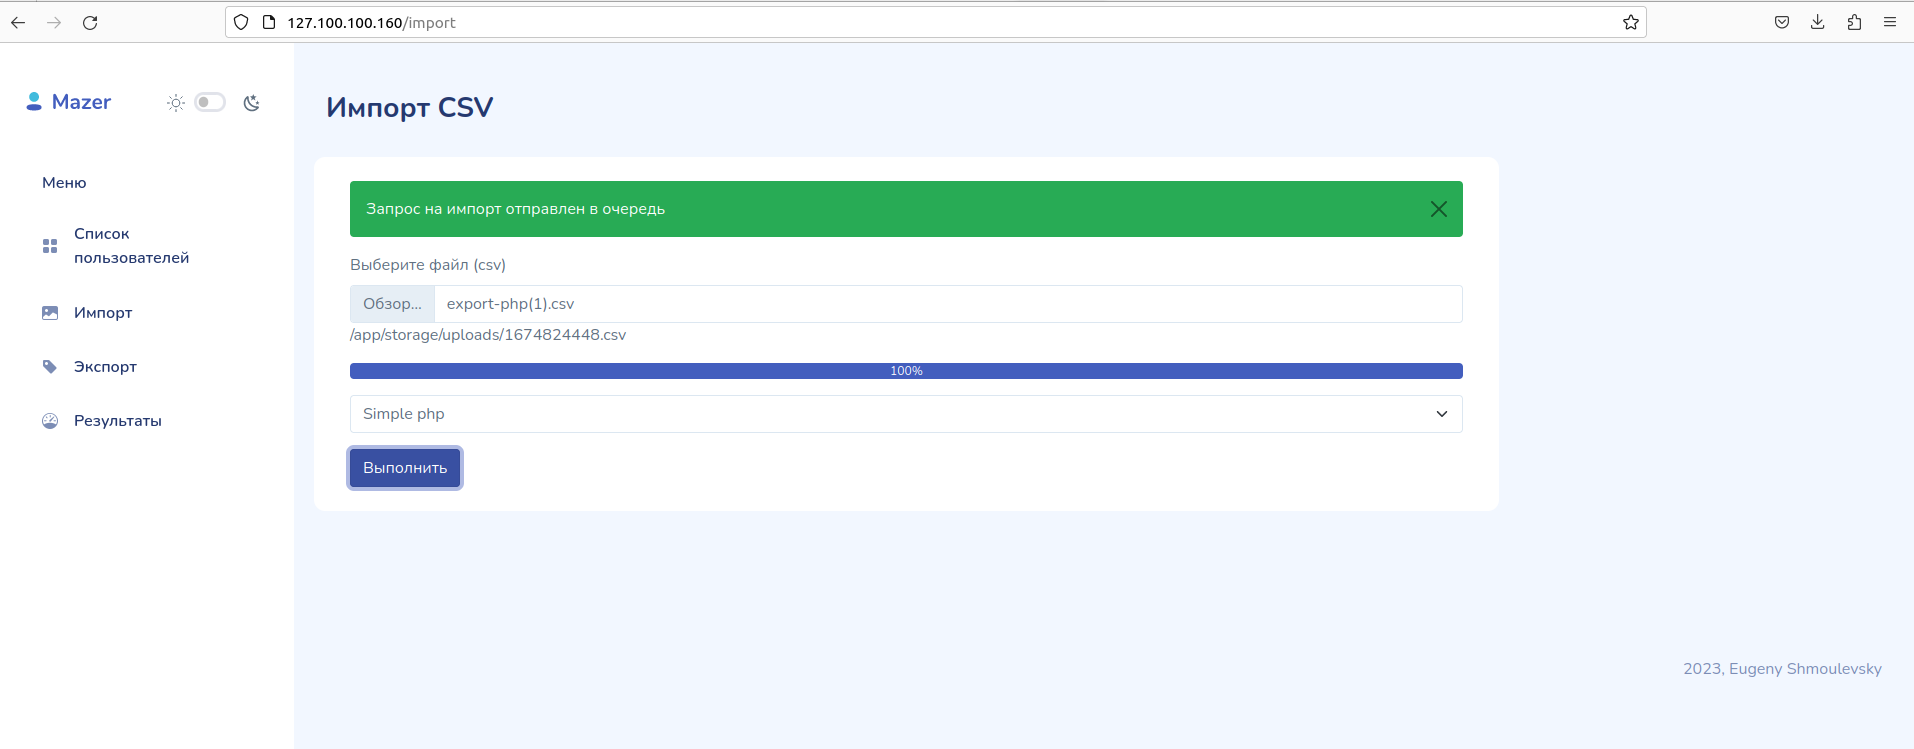 127.100.100.160/import
Mazer
Меню
Список
пользователей
Импорт
Экспорт
Результаты
Импорт CSV
Запрос на импорт отправлен в очередь
Выберите файл (csv)
Обзор... export-php(1).csv
/app/storage/uploads/1674824448.csv
100%
Simple php
Выполнить
2023, Eugeny Shmoulevsky